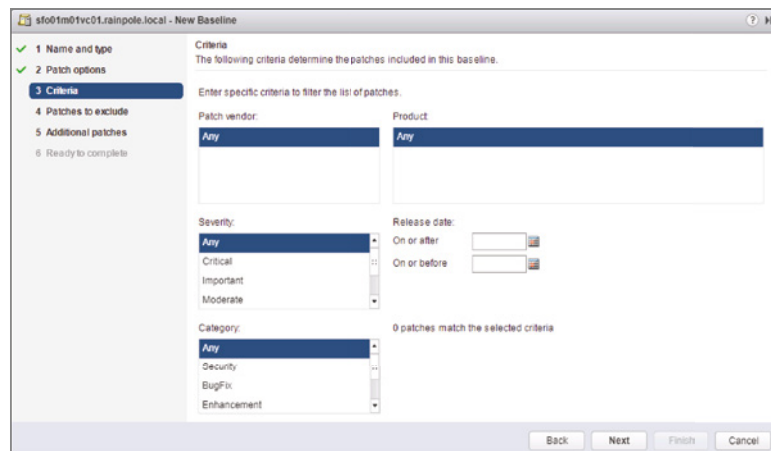 sfo01m01vc01.rainpole.local - New Baseline
1 Name and type
2 Patch options
3 Criteria
4 Patches to exclude
5 Additional patches
6 Ready to complete
Criteria
The following criteria determine the patches included in this baseline.
Enter specific criteria to filter the list of patches.
Patch vendor: Product:
Any Any
Severity: Release date:
Any On or after
Critical On or before
Important
Moderate
Category: 0 patches match the selected criteria
Any
Security
BugFix
Enhancement
Back Next Finish Cancel